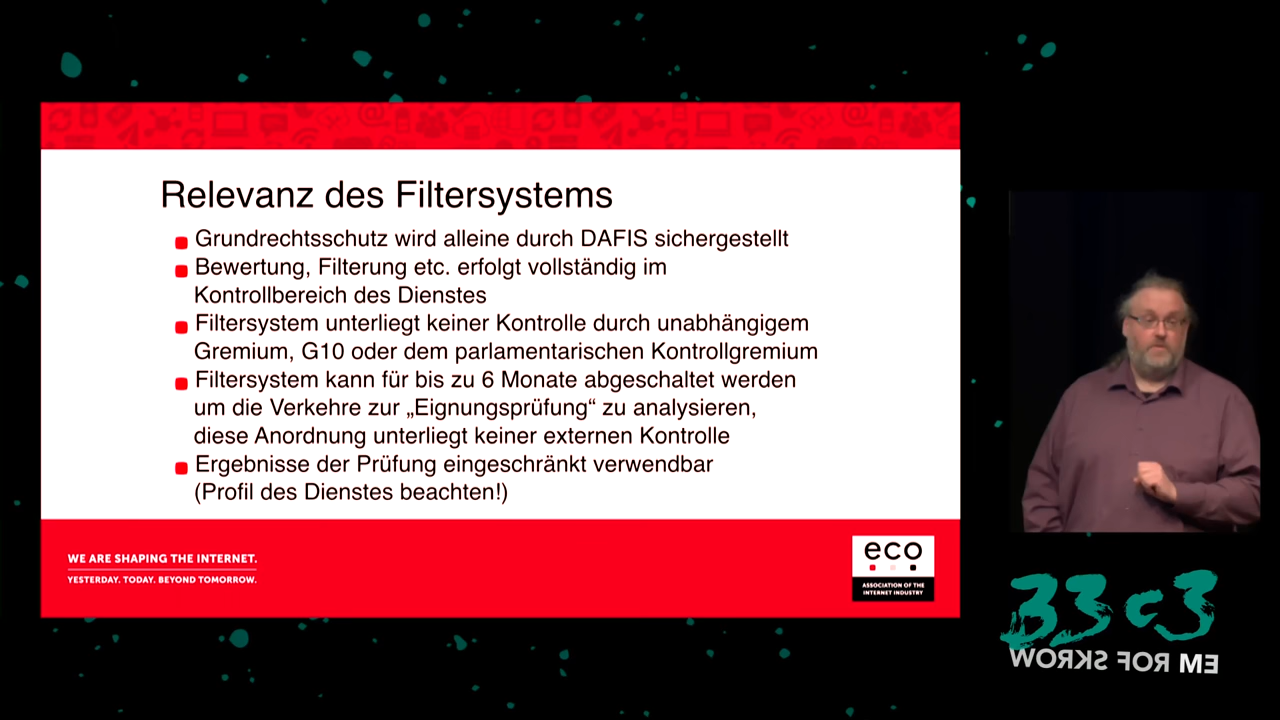 Relevanz des Filtersystems
Grundrechtsschutz wird alleine durch DAFIS sichergestellt
Bewertung, Filterung etc. erfolgt vollständig im
Kontrollbereich des Dienstes
Filtersystem unterliegt keiner Kontrolle durch unabhängigem
Gremium, G10 oder dem parlamentarischen Kontrollgremium
Filtersystem kann für bis zu 6 Monate abgeschaltet werden
um die Verkehre zur „Eignungsprüfung“ zu analysieren,
diese Anordnung unterliegt keiner externen Kontrolle
Ergebnisse der Prüfung eingeschränkt verwendbar
(Profil des Dienstes beachten!)
WE ARE SHAPING THE INTERNET.
YESTERDAY. TODAY. BEYOND TOMORROW.
eco
ASSOCIATION OF THE
INTERNET INDUSTRY
33c3
WORKS FOR ME